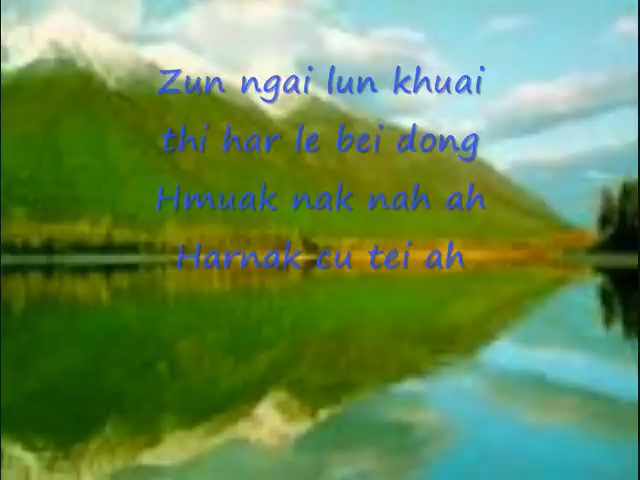 Zun ngai lun khuai
thi har le bei dong
Hmuak nak nah ah
Harnak cu tei ah